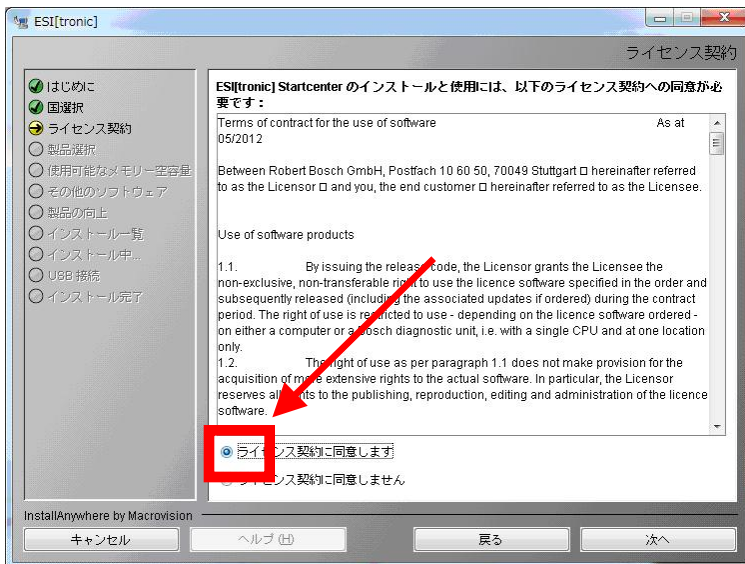 ESI[tronic]
ライセンス契約
はじめに
国選択
ライセンス契約
製品選択
使用可能なメモリー空容量
その他のソフトウェア
製品の向上
インストール一覧
インストール中...
USB 接続
インストール完了
ESI[tronic] Startcenter のインストールと使用には、以下のライセンス契約への同意が必
要です：
Terms of contract for the use of software As at
05/2012
Between Robert Bosch GmbH, Postfach 10 60 50, 70049 Stuttgart □ hereinafter referred
to as the Licensor □ and you, the end customer □ hereinafter referred to as the Licensee.
Use of software products
1.1. By issuing the release code, the Licensor grants the Licensee the
non-exclusive, non-transferable right to use the licence software specified in the order and
subsequently released (including the associated updates if ordered) during the contract
period. The right of use is restricted to use - depending on the licence software ordered -
on either a computer or a Bosch diagnostic unit, i.e. with a single CPU and at one location
only.
1.2. The right of use as per paragraph 1.1 does not make provision for the
acquisition of more extensive rights to the actual software. In particular, the Licensor
reserves all rights to the publishing, reproduction, editing and administration of the licence
software.
ライセンス契約に同意します
ライセンス契約に同意しません
InstallAnywhere by Macrovision
キャンセル
ヘルプ (H)
戻る
次へ